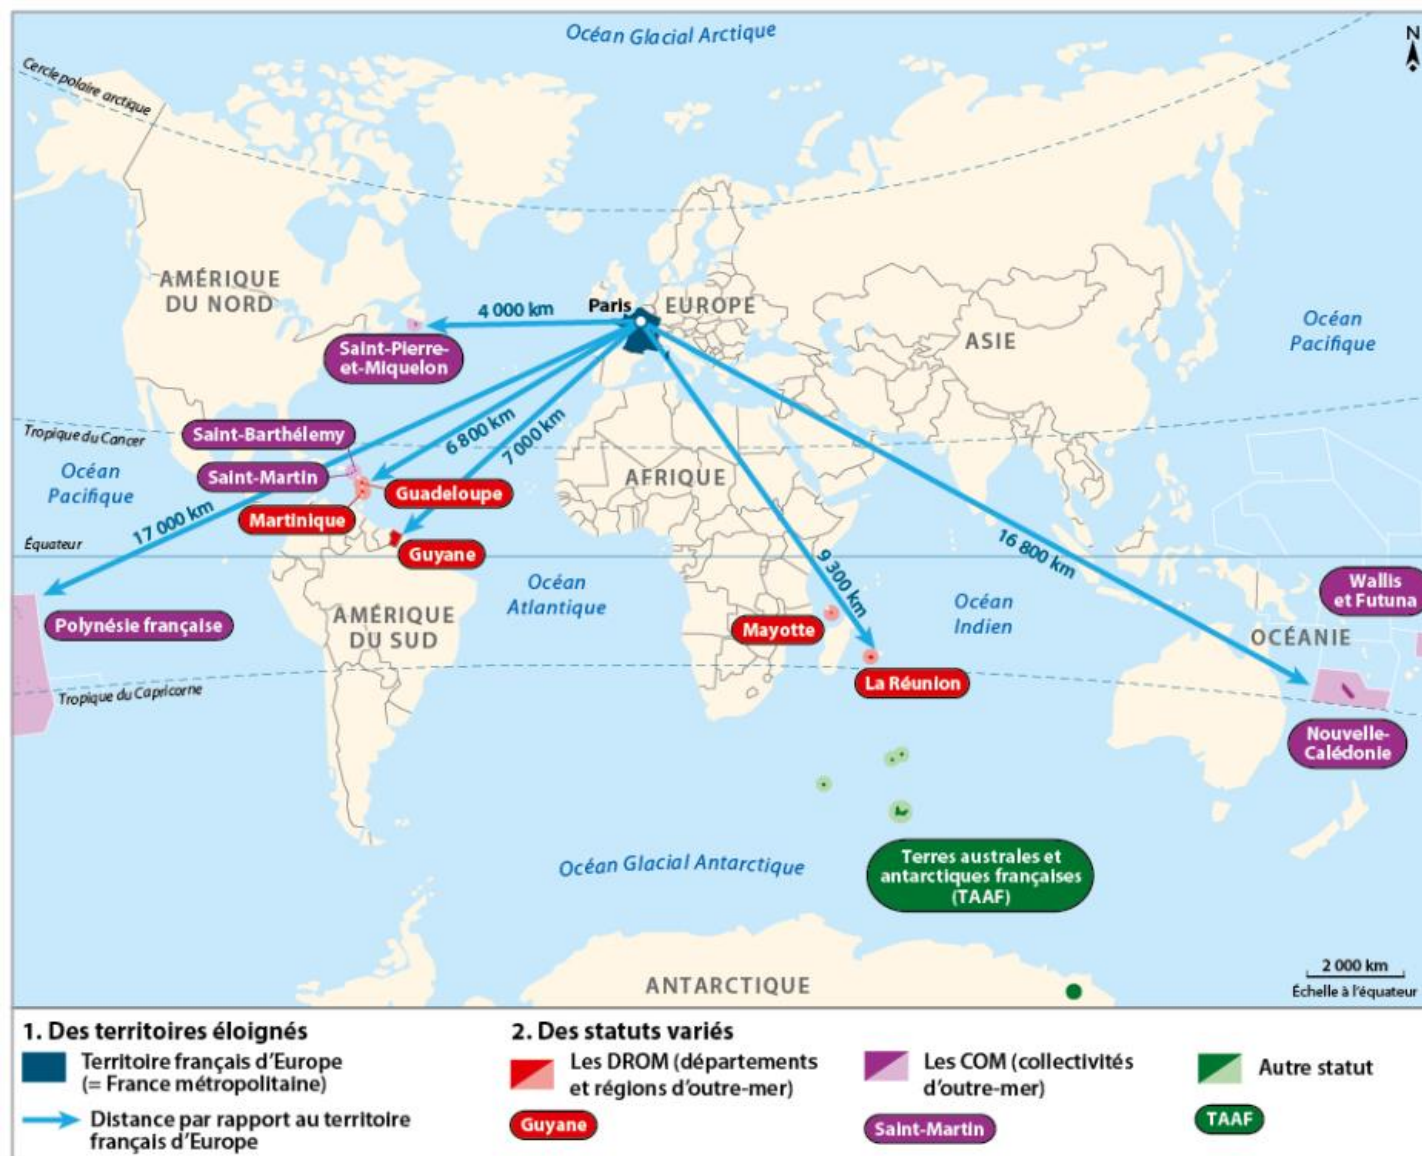 Océan Glacial Arctique
N
Cercle polaire arctique
AMÉRIQUE
DU NORD
4 000 km
Paris
EUROPE
ASIE
Océan
Pacifique
Saint-Pierre-
et-Miquelon
Tropique du Cancer
Saint-Barthélemy
6 800 km
7 000 km
Océan
Pacifique
Saint-Martin
Guadeloupe
AFRIQUE
17 000 km
Martinique
Équateur
Guyane
16 800 km
9 300 km
Océan
Atlantique
Océan
Indien
Wallis
et Futuna
Polynésie française
AMÉRIQUE
DU SUD
Mayotte
OCÉANIE
Tropique du Capricorne
La Réunion
Nouvelle-
Calédonie
Océan Glacial Antarctique
Terres australes et
antarctiques françaises
(TAAF)
ANTARCTIQUE
2 000 km
Échelle à l'équateur
1. Des territoires éloignés
Territoire français d'Europe
(= France métropolitaine)
Distance par rapport au territoire
français d'Europe
2. Des statuts variés
Les DROM (départements
et régions d'outre-mer)
Guyane
Les COM (collectivités
d'outre-mer)
Saint-Martin
Autre statut
TAAF